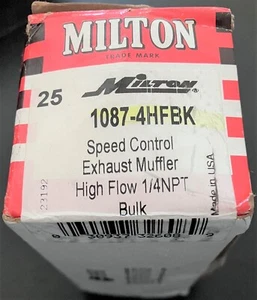 MILTON
TRADE MARK
25
Milton
1087-4HFBK
Speed Control
Exhaust Muffler
High Flow 1/4NPT
Bulk
23192
Made in USA